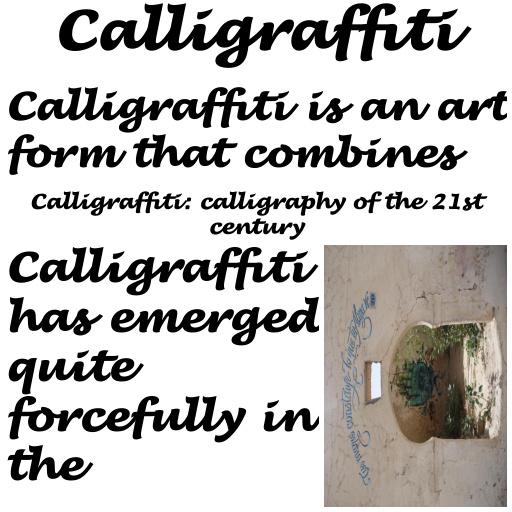 Calligraffiti
Calligraffiti is an art
form that combines
Calligraffiti: calligraphy of the 21st
century
Calligraffiti
has emerged
quite
forcefully in
the